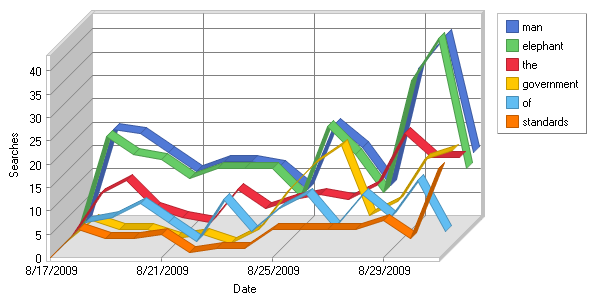 man
elephant
the
government
of
standards
Searches
40
35
30
25
20
15
10
5
0
8/17/2009 8/21/2009 8/25/2009 8/29/2009
Date